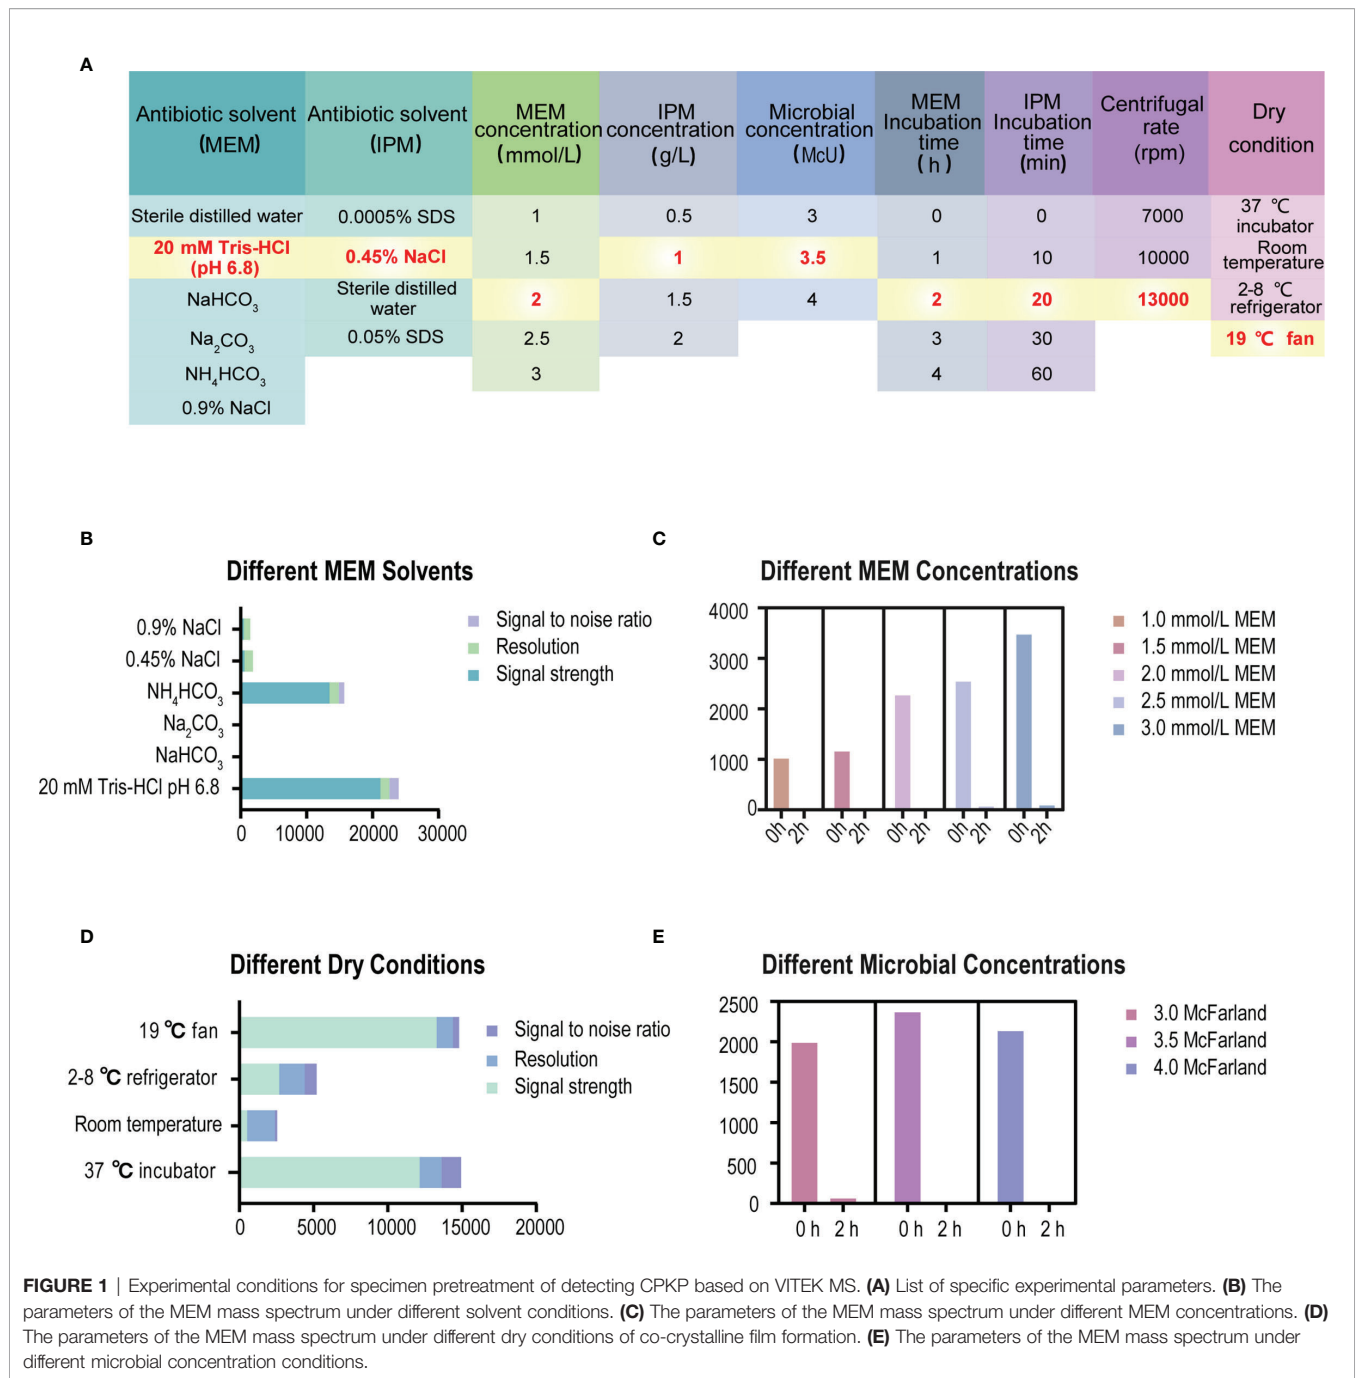 A
Antibiotic solvent (MEM)
Antibiotic solvent (IPM)
MEM concentration (mmol/L)
IPM concentration (g/L)
Microbial concentration (McU)
MEM Incubation time (h)
IPM Incubation time (min)
Centrifugal rate (rpm)
Dry condition
Sterile distilled water 0.0005% SDS 1 0.5 3 0 0 7000 37 ℃ incubator
20 mM Tris-HCl (pH 6.8) 0.45% NaCl 1.5 1 3.5 1 10 10000 Room temperature
NaHCO₃ Sterile distilled water 2 1.5 4 2 20 13000 2-8 ℃ refrigerator
Na₂CO₃ 0.05% SDS 2.5 2 3 30 19 ℃ fan
NH₄HCO₃ 3 4 60
0.9% NaCl
B
Different MEM Solvents
0.9% NaCl
0.45% NaCl
NH₄HCO₃
Na₂CO₃
NaHCO₃
20 mM Tris-HCl pH 6.8
0 10000 20000 30000
Signal to noise ratio
Resolution
Signal strength
C
Different MEM Concentrations
4000
3000
2000
1000
0
0h 2h 0h 2h 0h 2h 0h 2h 0h 2h
1.0 mmol/L MEM
1.5 mmol/L MEM
2.0 mmol/L MEM
2.5 mmol/L MEM
3.0 mmol/L MEM
D
Different Dry Conditions
19 ℃ fan
2-8 ℃ refrigerator
Room temperature
37 ℃ incubator
0 5000 10000 15000 20000
Signal to noise ratio
Resolution
Signal strength
E
Different Microbial Concentrations
2500
2000
1500
1000
500
0
0 h 2 h 0 h 2 h 0 h 2 h
3.0 McFarland
3.5 McFarland
4.0 McFarland
FIGURE 1 | Experimental conditions for specimen pretreatment of detecting CPKP based on VITEK MS. (A) List of specific experimental parameters. (B) The
parameters of the MEM mass spectrum under different solvent conditions. (C) The parameters of the MEM mass spectrum under different MEM concentrations. (D)
The parameters of the MEM mass spectrum under different dry conditions of co-crystalline film formation. (E) The parameters of the MEM mass spectrum under
different microbial concentration conditions.